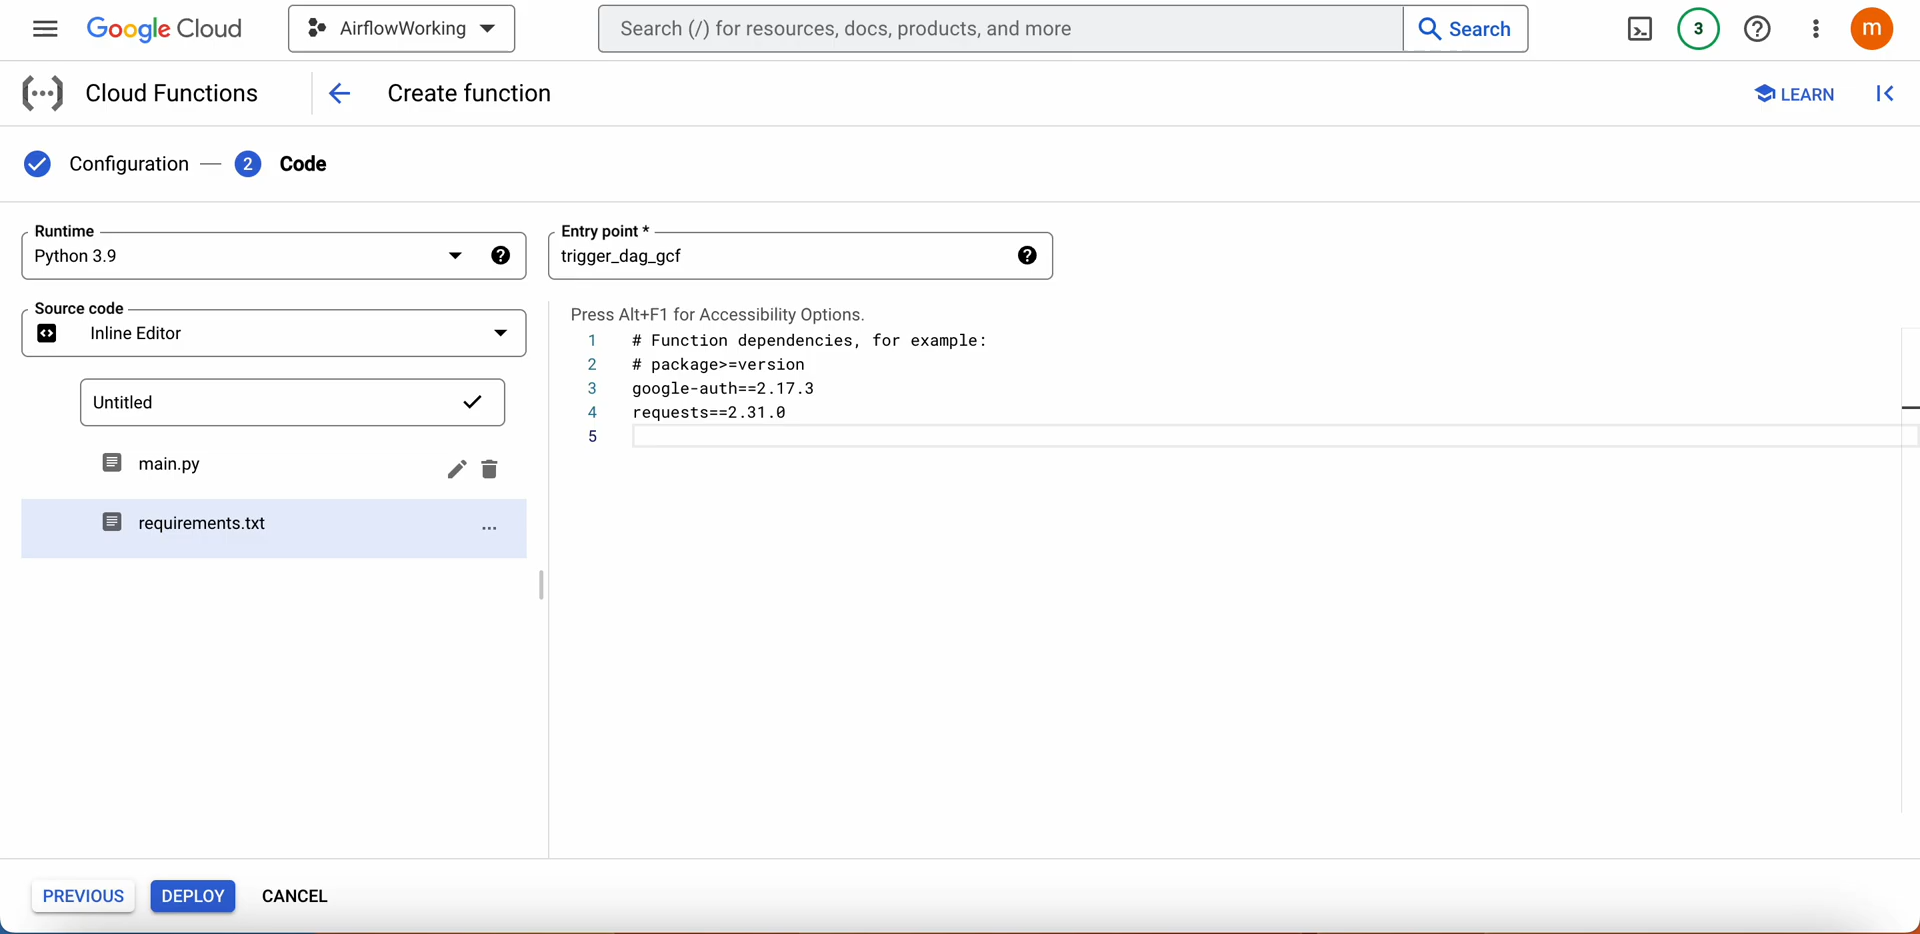 Google Cloud
AirflowWorking
Search (/) for resources, docs, products, and more
Search
3
m
Cloud Functions
Create function
LEARN
Configuration
2
Code
Runtime
Python 3.9
Entry point *
trigger_dag_gcf
Source code
Inline Editor
Untitled
main.py
requirements.txt
Press Alt+F1 for Accessibility Options.
1 # Function dependencies, for example:
2 # package>=version
3 google-auth==2.17.3
4 requests==2.31.0
5
PREVIOUS
DEPLOY
CANCEL